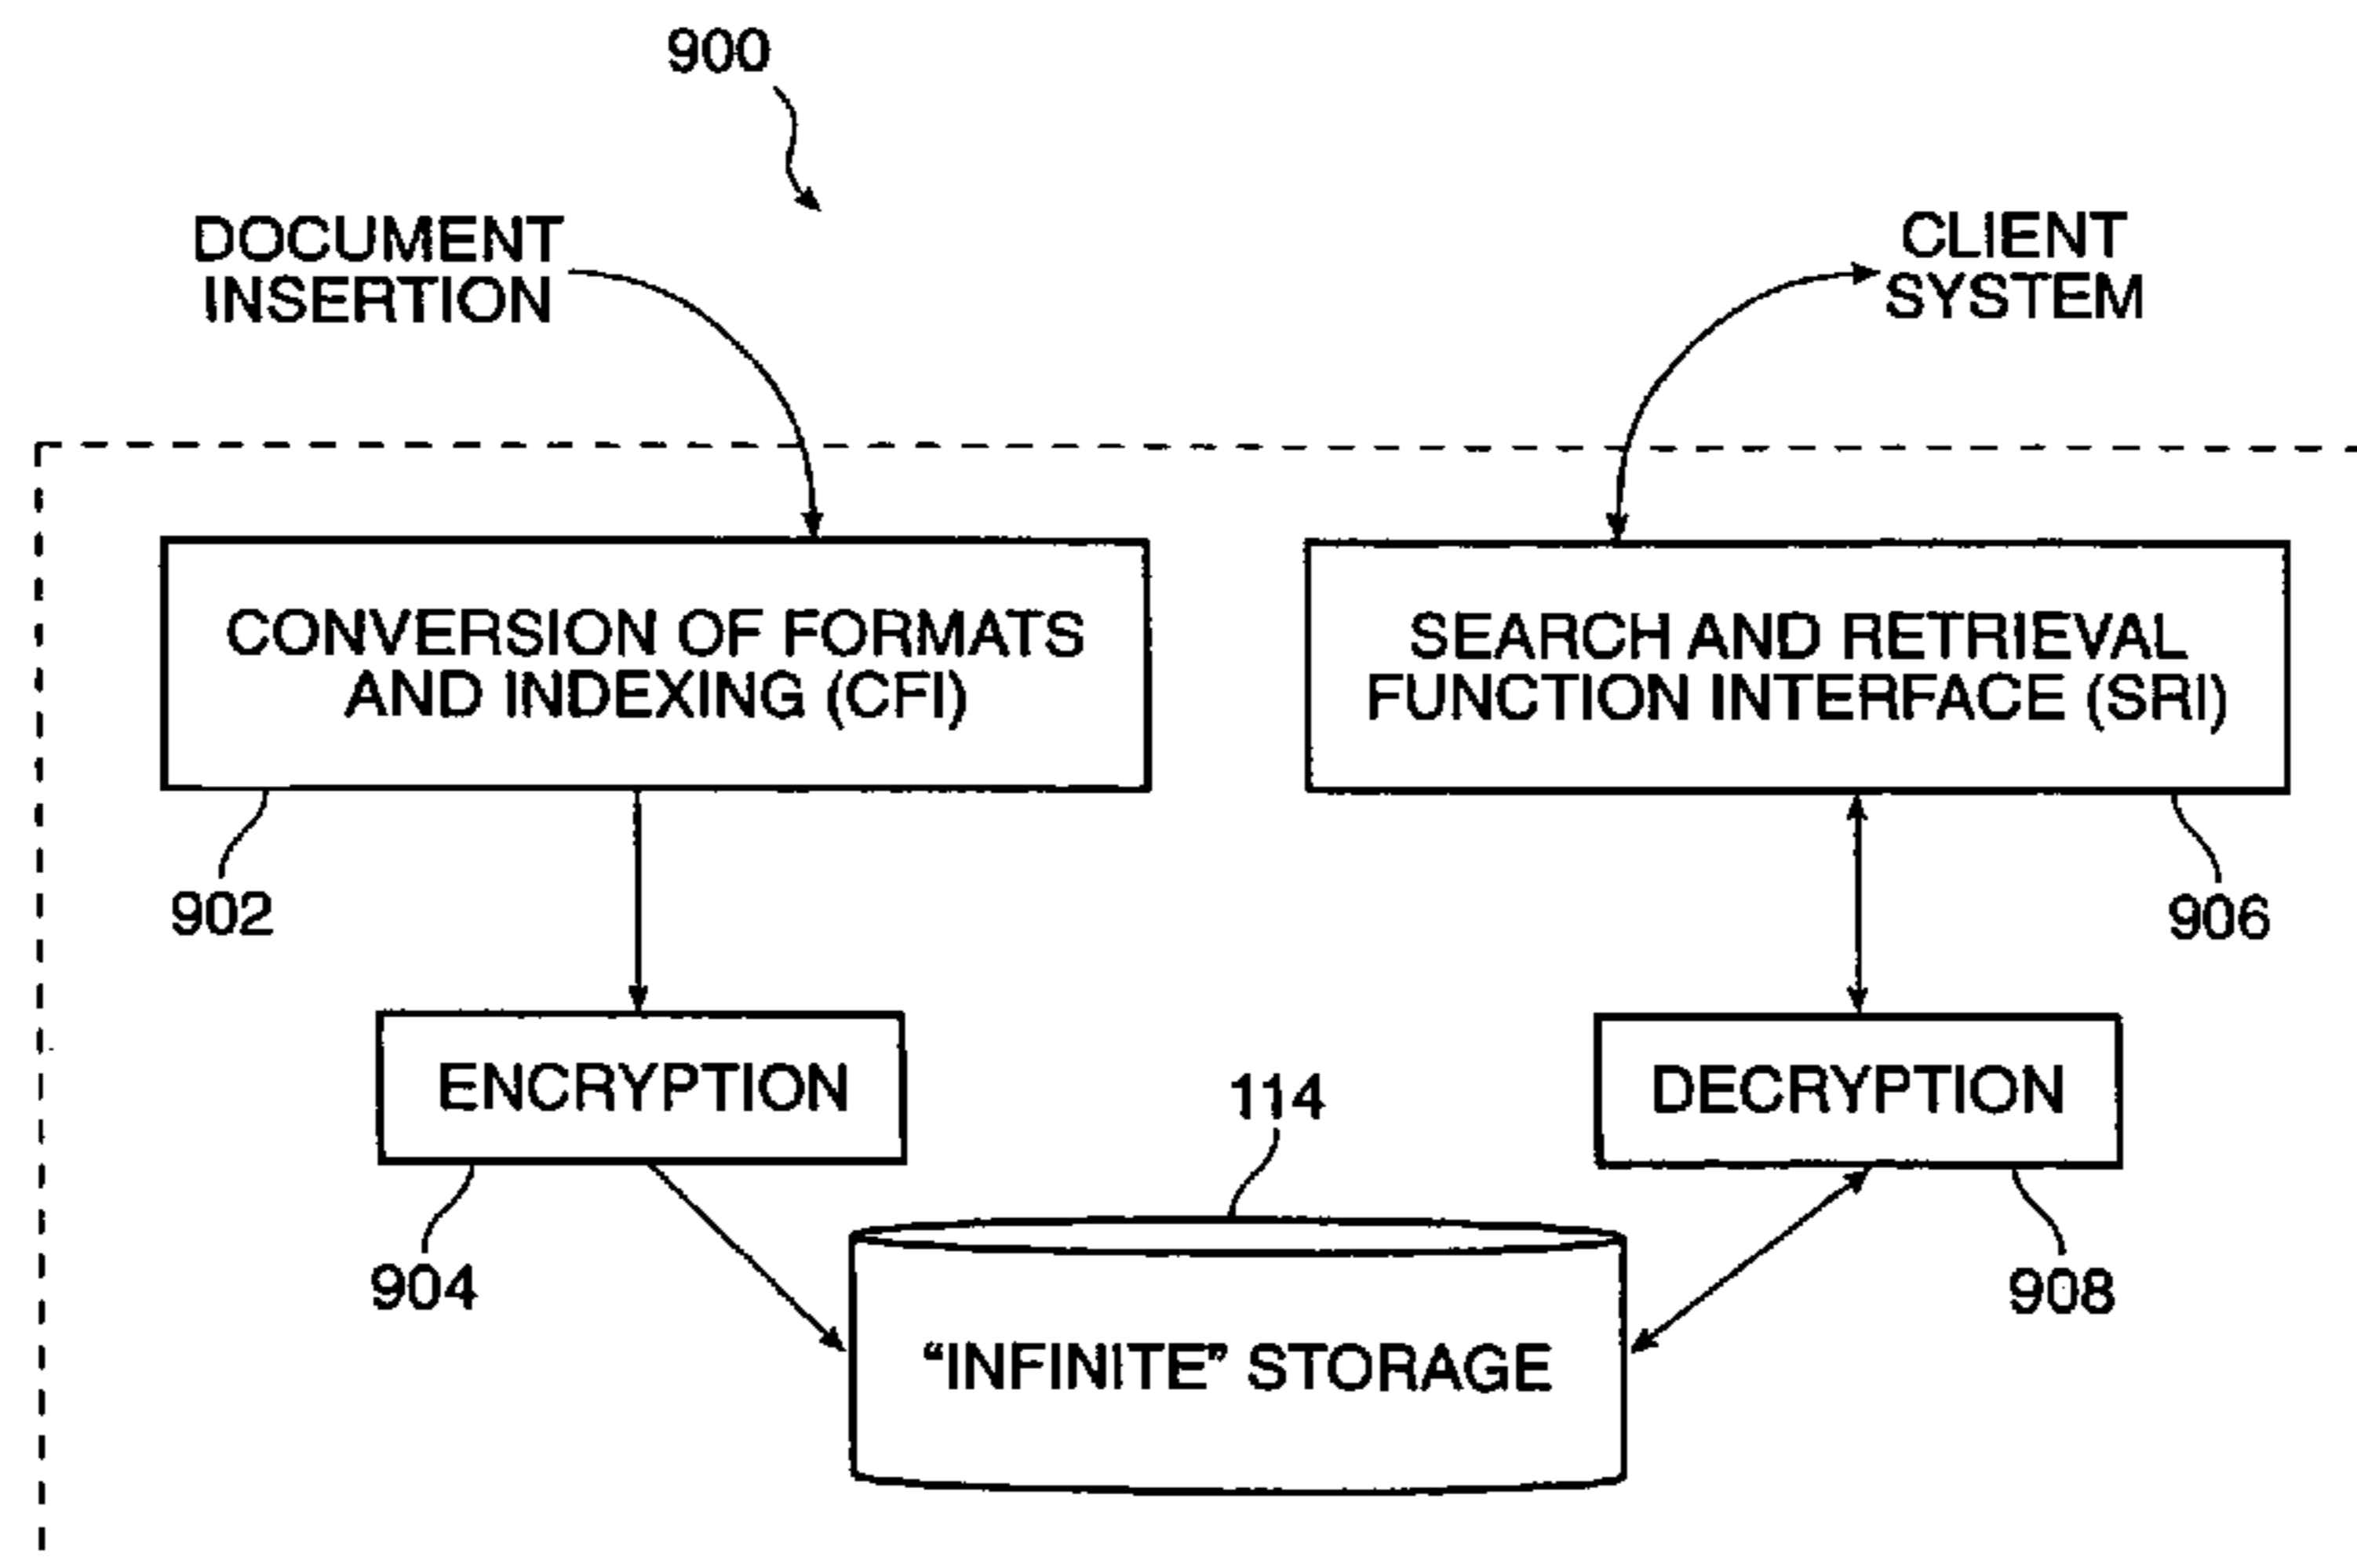 900
DOCUMENT
INSERTION
CLIENT
SYSTEM
CONVERSION OF FORMATS
AND INDEXING (CFI)
SEARCH AND RETRIEVAL
FUNCTION INTERFACE (SRI)
902
906
ENCRYPTION
DECRYPTION
114
904
908
“INFINITE” STORAGE